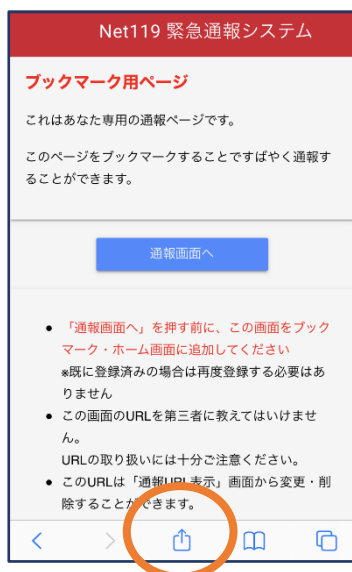 Net119 緊急通報システム
ブックマーク用ページ
これはあなた専用の通報ページです。
このページをブックマークすることですばやく通報す
ることができます。
通報画面へ
● 「通報画面へ」を押す前に、この画面をブック
マーク・ホーム画面に追加してください
※既に登録済みの場合は再度登録する必要はあ
りません
● この画面のURLを第三者に教えてはいけませ
ん。
URLの取り扱いには十分ご注意ください。
● このURLは「通報URL表示」画面から変更・削
除することができます。